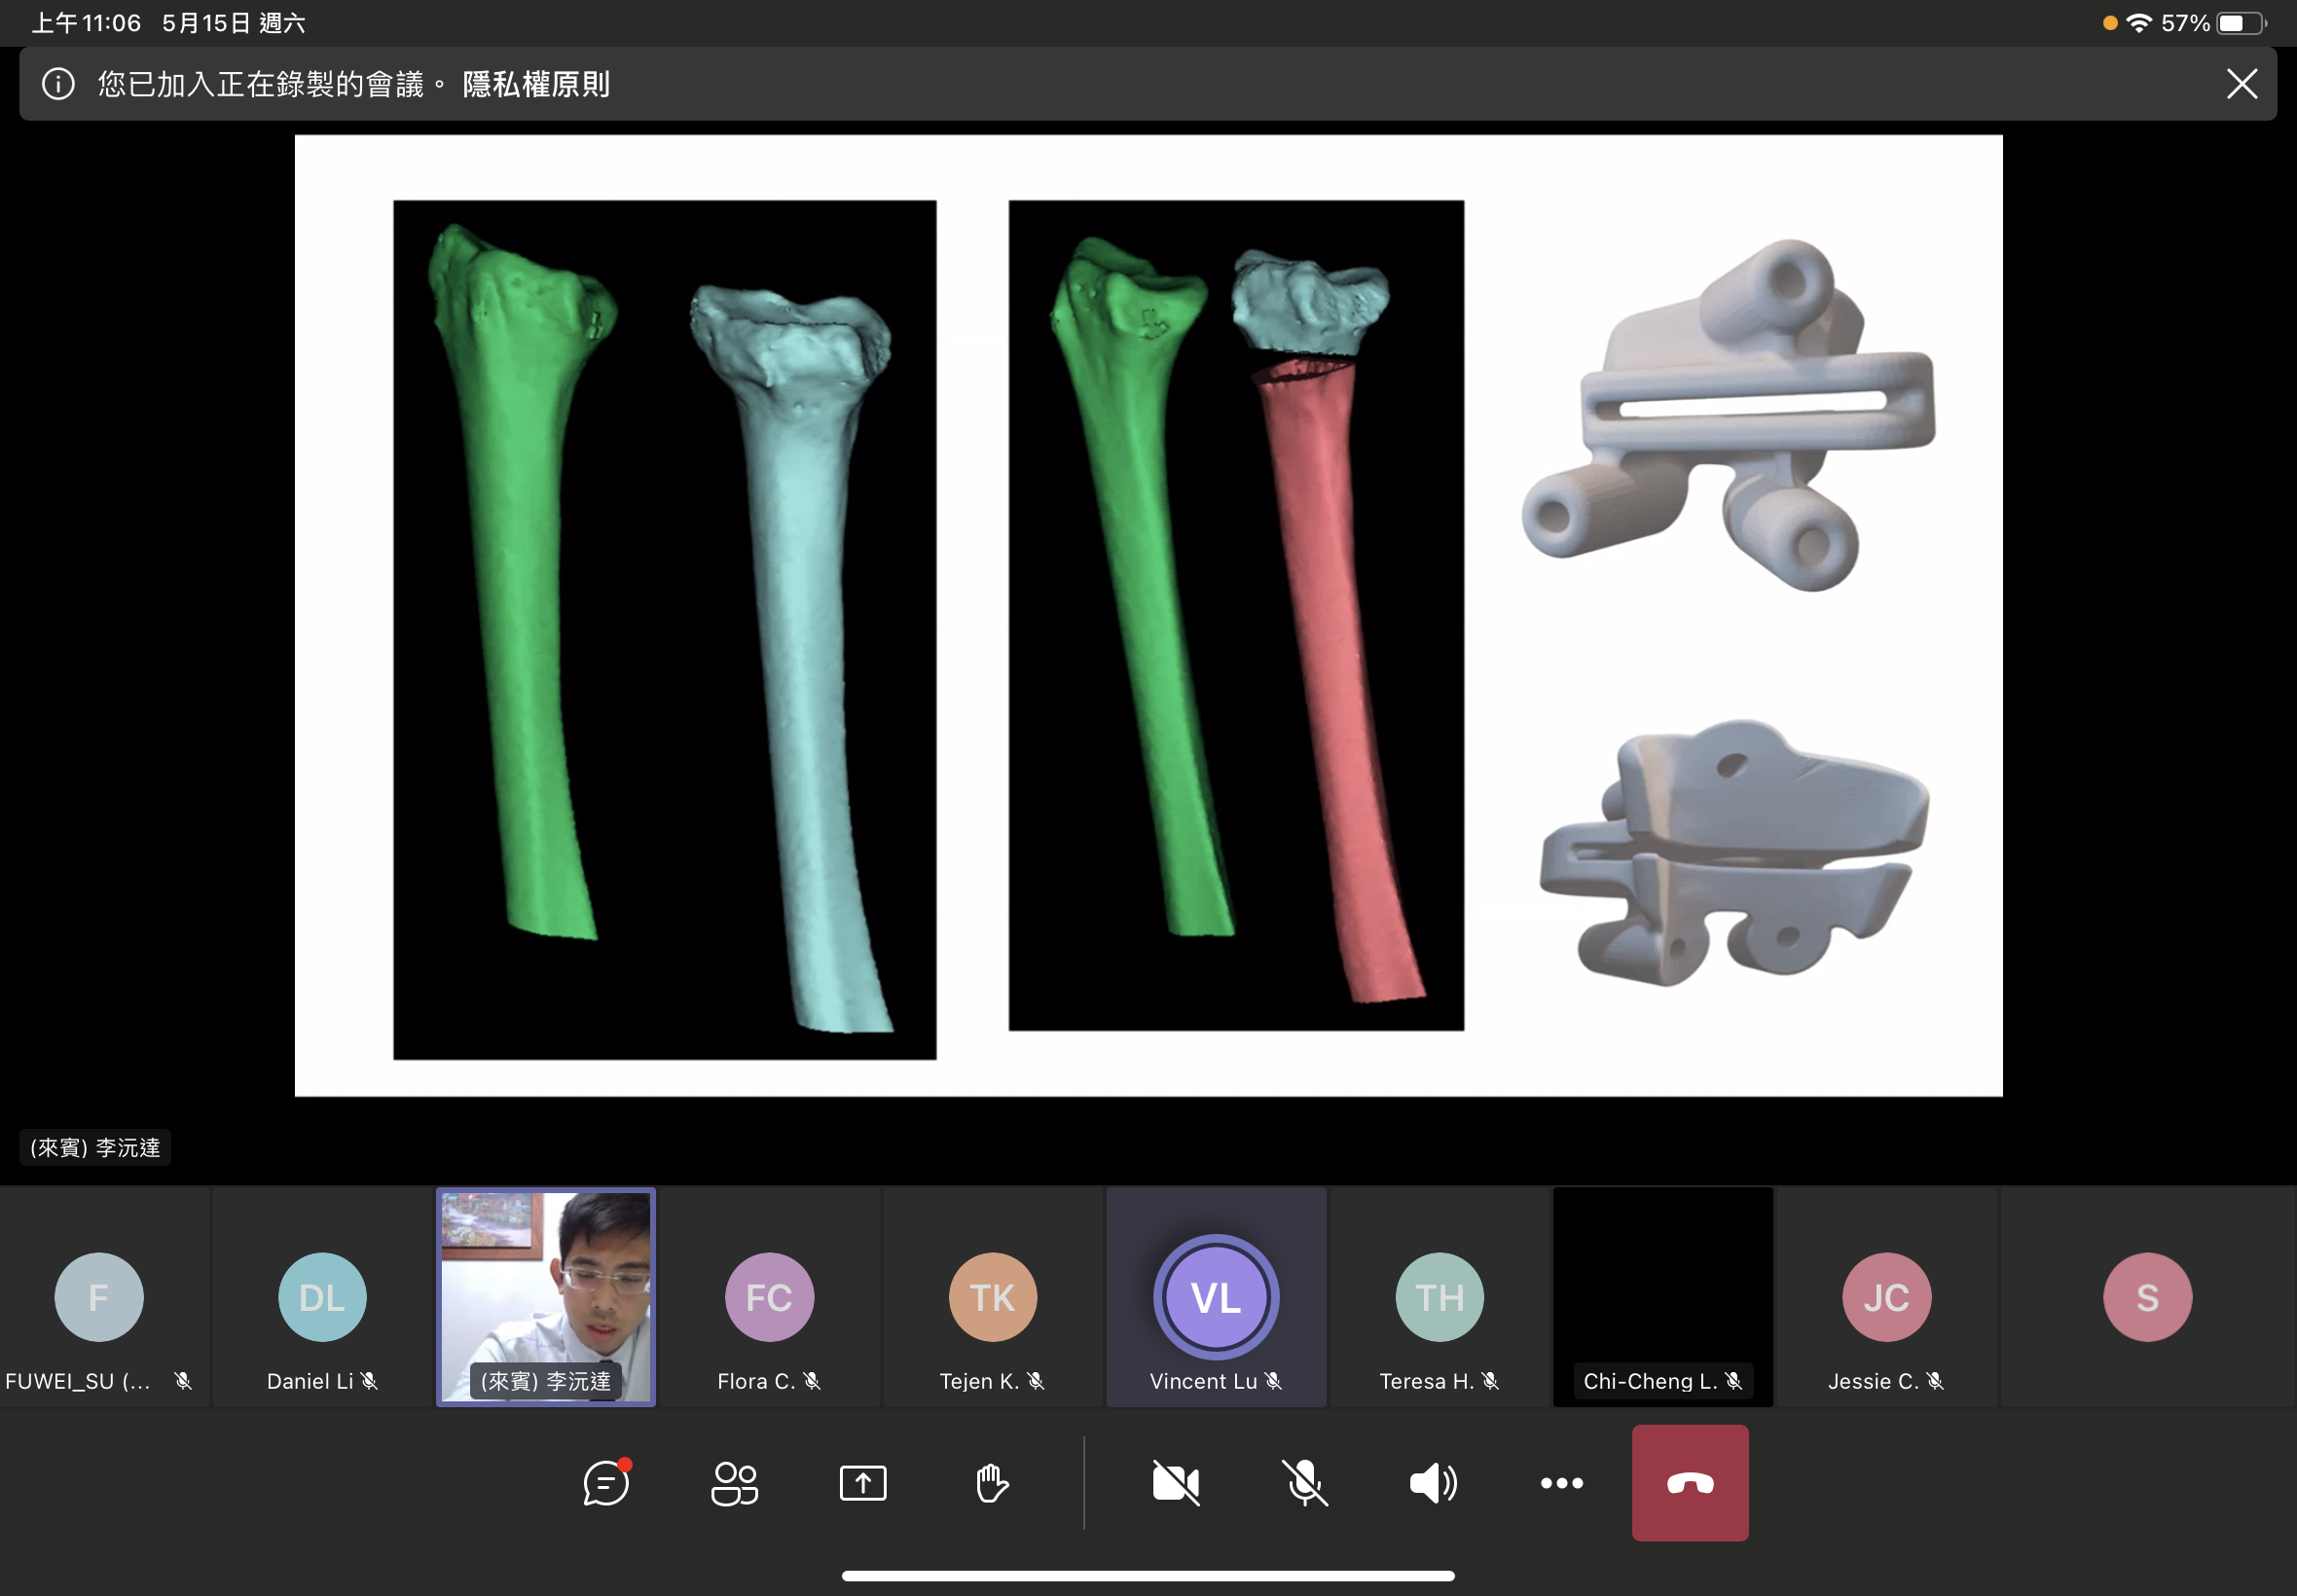 上午11:06 5月15日 週六
57%
您已加入正在錄製的會議。 隱私權原則
(來賓) 李沅達
F
DL
FC
TK
VL
TH
JC
S
FUWEI_SU (...
Daniel Li
(來賓) 李沅達
Flora C.
Tejen K.
Vincent Lu
Teresa H.
Chi-Cheng L.
Jessie C.